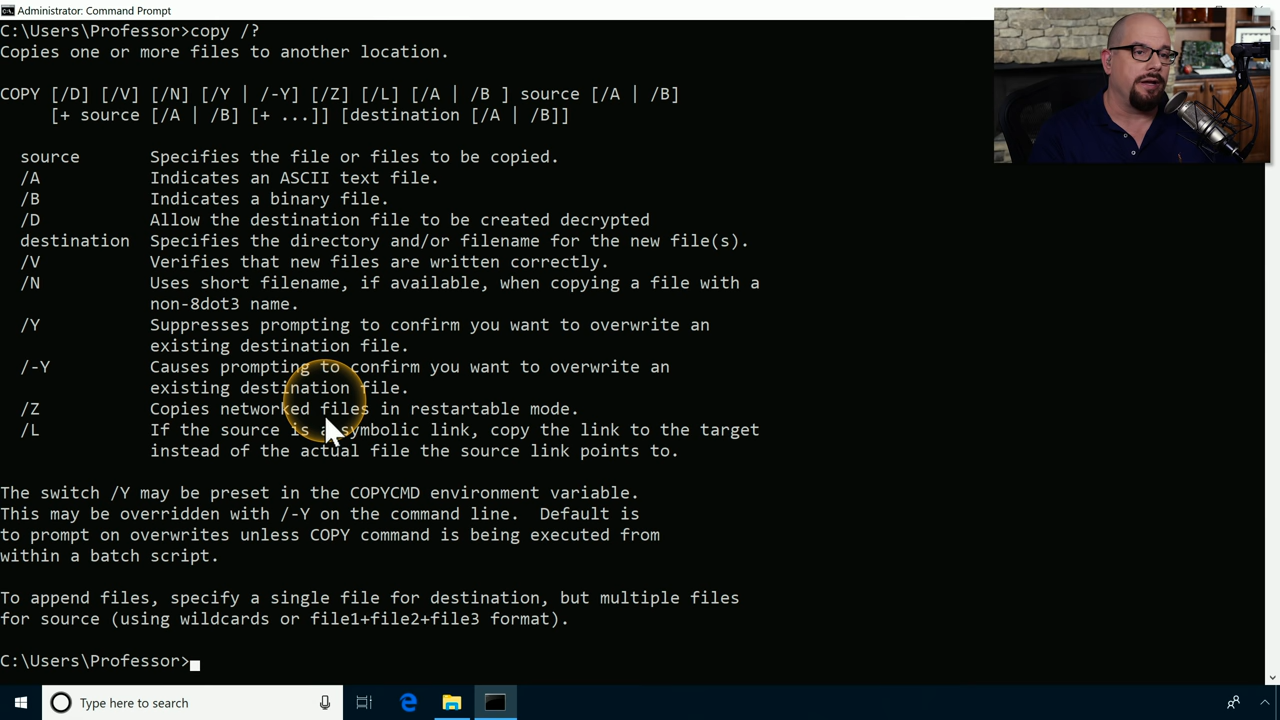 Administrator: Command Prompt
C:\Users\Professor>copy /?
Copies one or more files to another location.
COPY [/D] [/V] [/N] [/Y | /-Y] [/Z] [/L] [/A | /B ] source [/A | /B]
     [+ source [/A | /B] [+ ...]] [destination [/A | /B]]
  source       Specifies the file or files to be copied.
  /A           Indicates an ASCII text file.
  /B           Indicates a binary file.
  /D           Allow the destination file to be created decrypted
  destination  Specifies the directory and/or filename for the new file(s).
  /V           Verifies that new files are written correctly.
  /N           Uses short filename, if available, when copying a file with a
               non-8dot3 name.
  /Y           Suppresses prompting to confirm you want to overwrite an
               existing destination file.
  /-Y          Causes prompting to confirm you want to overwrite an
               existing destination file.
  /Z           Copies networked files in restartable mode.
  /L           If the source is a symbolic link, copy the link to the target
               instead of the actual file the source link points to.
The switch /Y may be preset in the COPYCMD environment variable.
This may be overridden with /-Y on the command line.  Default is
to prompt on overwrites unless COPY command is being executed from
within a batch script.
To append files, specify a single file for destination, but multiple files
for source (using wildcards or file1+file2+file3 format).
C:\Users\Professor>
Type here to search